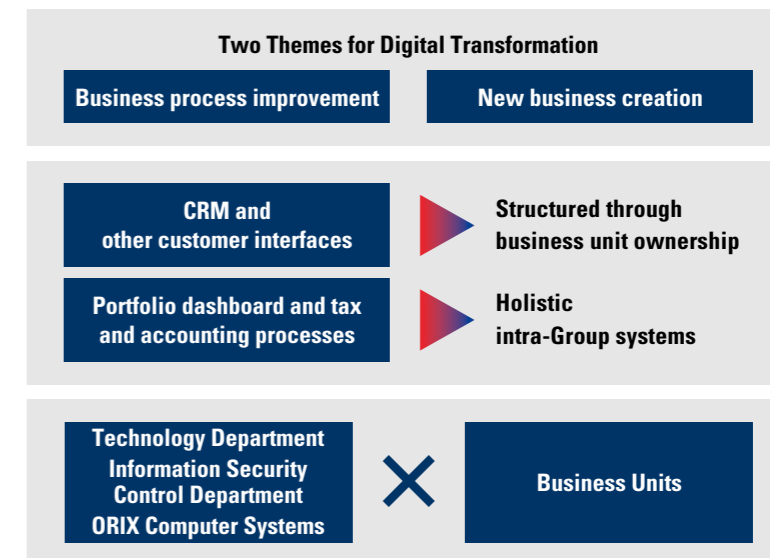 Two Themes for Digital Transformation
Business process improvement
New business creation
CRM and
other customer interfaces
Structured through
business unit ownership
Portfolio dashboard and tax
and accounting processes
Holistic
intra-Group systems
Technology Department
Information Security
Control Department
ORIX Computer Systems
Business Units